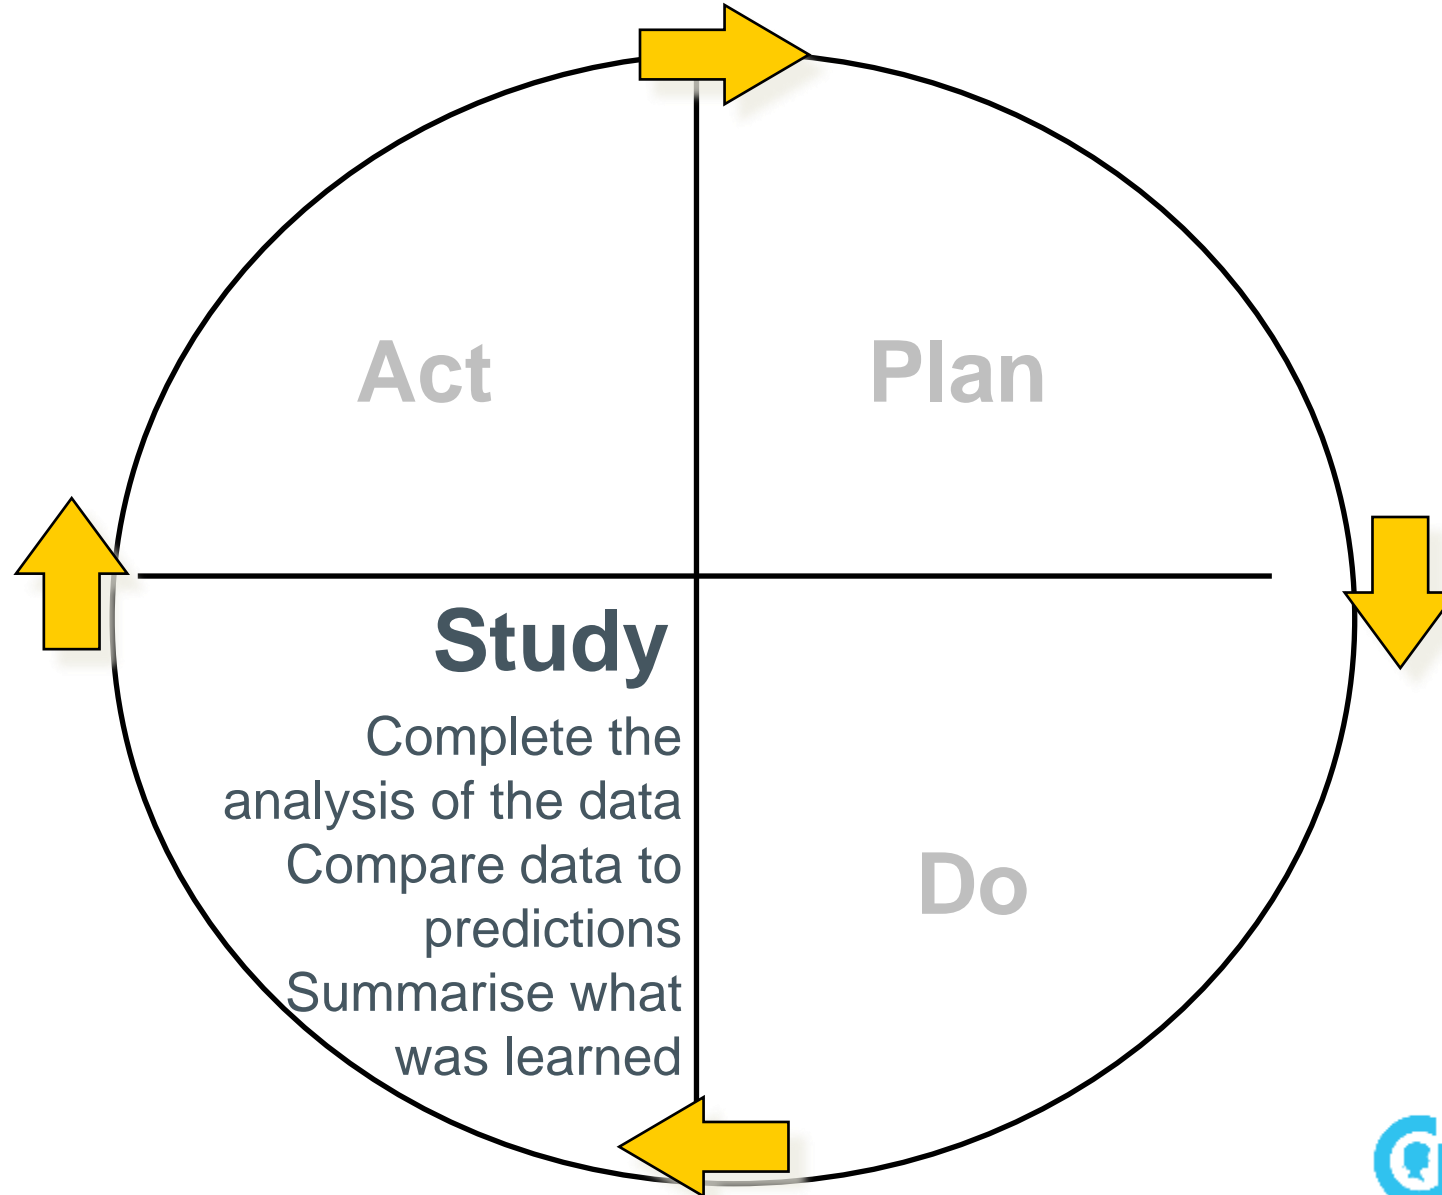 Act
Plan
Study
Complete the
analysis of the data
Compare data to
predictions
Summarise what
was learned
Do